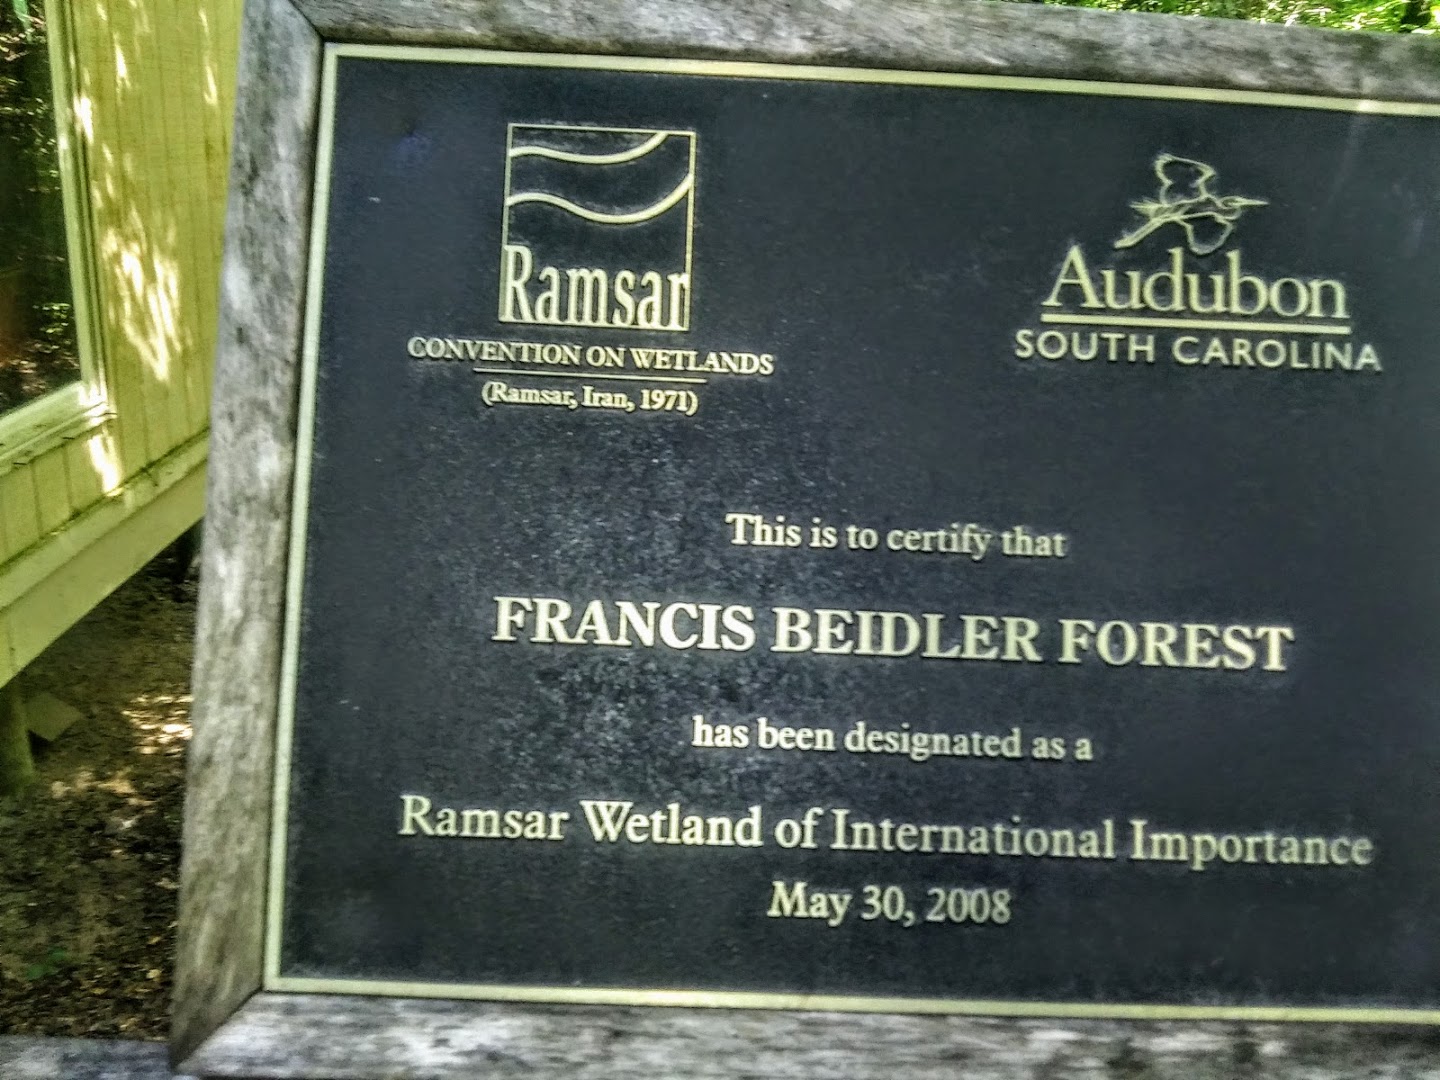 Ramsar
CONVENTION ON WETLANDS
(Ramsar, Iran, 1971)
Audubon
SOUTH CAROLINA
This is to certify that
FRANCIS BEIDLER FOREST
has been designated as a
Ramsar Wetland of International Importance
May 30, 2008